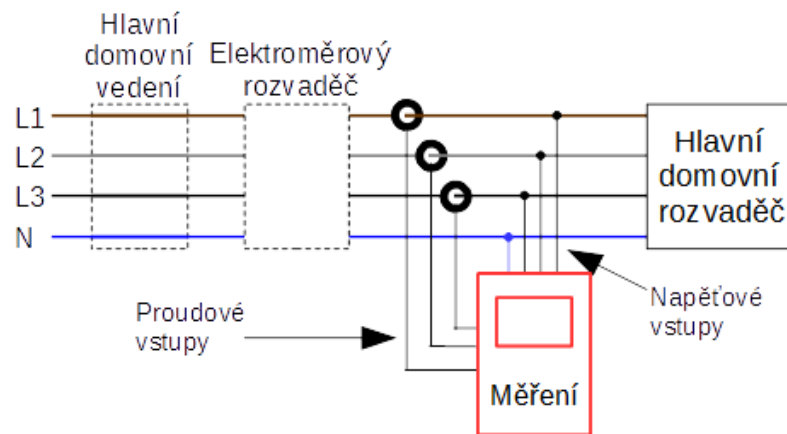 Hlavní
domovní
vedení
Elektroměrový
rozvaděč
L1
L2
L3
N
Hlavní
domovní
rozvaděč
Proudové
vstupy
Napěťové
vstupy
Měření